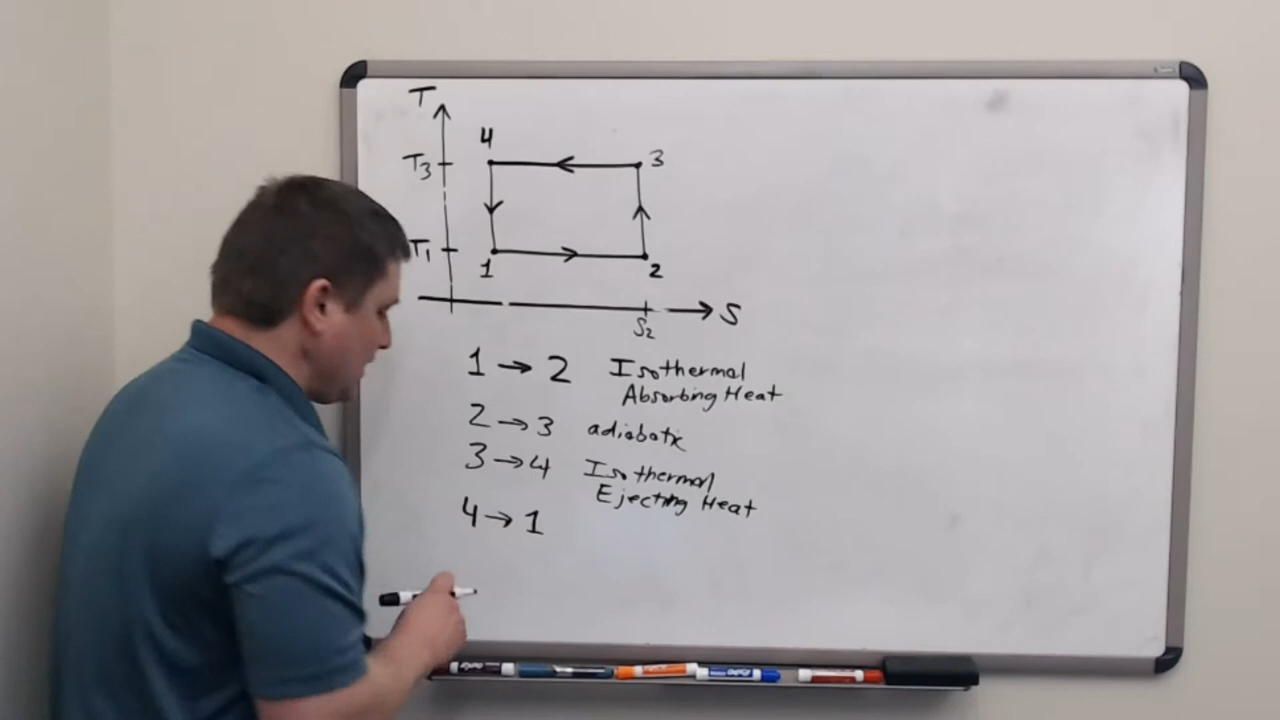 T
4
T3
3
T1
1
2
S
S2
1 → 2 Isothermal
Absorbing Heat
2 → 3 adiabatic
3 → 4 Isothermal
Ejecting Heat
4 → 1
EXPO